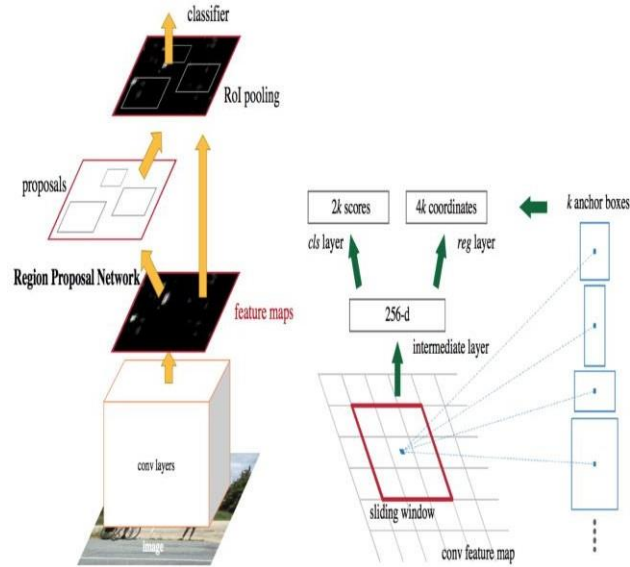 classifier
RoI pooling
proposals
Region Proposal Network
feature maps
conv layers
image
2k scores
4k coordinates
k anchor boxes
cls layer
reg layer
256-d
intermediate layer
sliding window
conv feature map